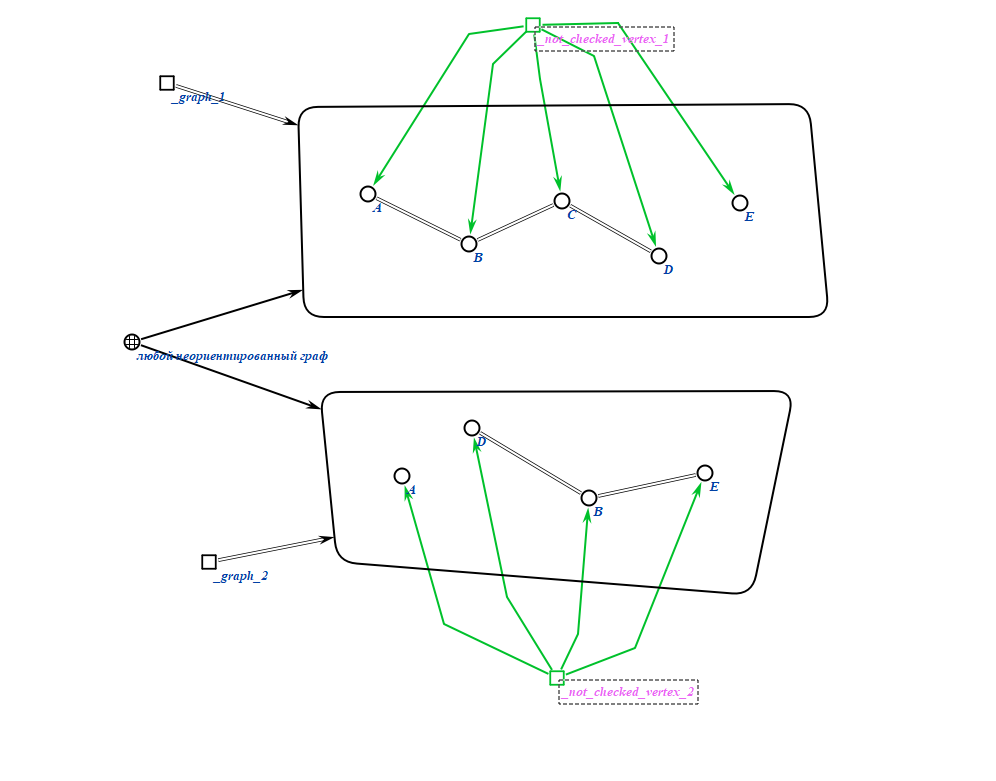 _not_checked_vertex_1
_graph_1
A
B
C
D
E
любой неориентированный граф
D
A
B
E
_graph_2
_not_checked_vertex_2